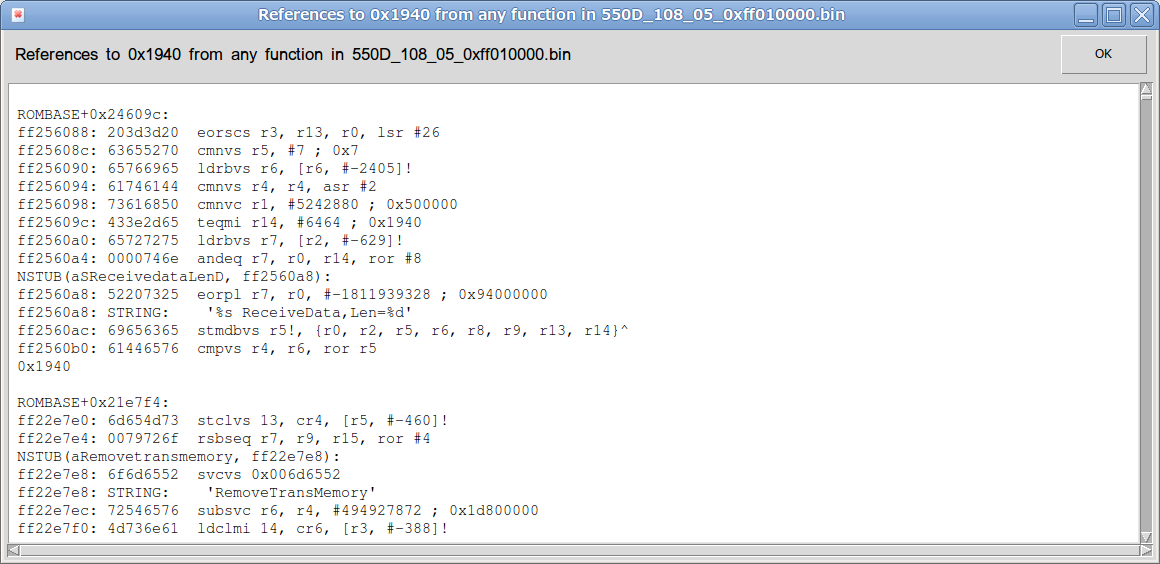 References to 0x1940 from any function in 550D_108_05_0xff010000.bin
References to 0x1940 from any function in 550D_108_05_0xff010000.bin
OK
ROMBASE+0x24609c:
ff256088: 203d3d20  eorscs r3, r13, r0, lsr #26
ff25608c: 63655270  cmnvs r5, #7 ; 0x7
ff256090: 65766965  ldrbvs r6, [r6, #-2405]!
ff256094: 61746144  cmnvs r4, r4, asr #2
ff256098: 73616850  cmnvc r1, #5242880 ; 0x500000
ff25609c: 433e2d65  teqmi r14, #6464 ; 0x1940
ff2560a0: 65727275  ldrbvs r7, [r2, #-629]!
ff2560a4: 0000746e  andeq r7, r0, r14, ror #8
NSTUB(aSReceivedataLenD, ff2560a8):
ff2560a8: 52207325  eorpl r7, r0, #-1811939328 ; 0x94000000
ff2560a8: STRING:    '%s ReceiveData,Len=%d'
ff2560ac: 69656365  stmdbvs r5!, {r0, r2, r5, r6, r8, r9, r13, r14}^
ff2560b0: 61446576  cmpvs r4, r6, ror r5
0x1940
ROMBASE+0x21e7f4:
ff22e7e0: 6d654d73  stclvs 13, cr4, [r5, #-460]!
ff22e7e4: 0079726f  rsbseq r7, r9, r15, ror #4
NSTUB(aRemovetransmemory, ff22e7e8):
ff22e7e8: 6f6d6552  svcvs 0x006d6552
ff22e7e8: STRING:    'RemoveTransMemory'
ff22e7ec: 72546576  subsvc r6, r4, #494927872 ; 0x1d800000
ff22e7f0: 4d736e61  ldclmi 14, cr6, [r3, #-388]!